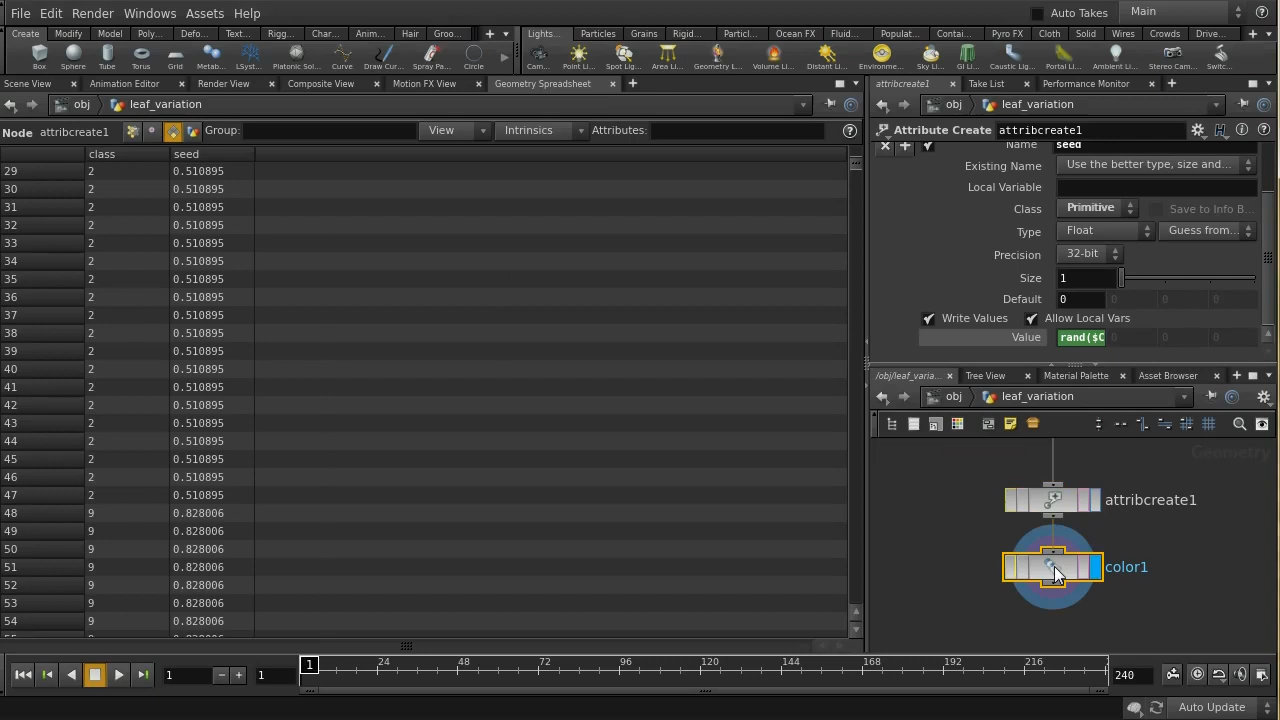 File Edit Render Windows Assets Help Auto Takes Main
Create Modify Model Poly... Defo... Text... Rigg... Char... Anim... Hair Groo... Lights... Particles Grains Rigid... Particl... Ocean FX Fluid... Populat... Contai... Pyro FX Cloth Solid Wires Crowds Drive...
Box Sphere Tube Torus Grid Metab... LSyst... Platonic Sol... Curve Draw Cur... Spray Pa... Circle Cam... Point Li... Spot Lig... Area Li... Geometry L... Volume Li... Distant Li... Environme... Sky Li... GI Li... Caustic Lig... Portal Li... Ambient Li... Stereo Cam... Switc...
Scene View Animation Editor Render View Composite View Motion FX View Geometry Spreadsheet attribcreate1 Take List Performance Monitor
obj leaf_variation obj leaf_variation
Node attribcreate1 Group: View Intrinsics Attributes: Attribute Create attribcreate1
class seed
29 2 0.510895
30 2 0.510895
31 2 0.510895
32 2 0.510895
33 2 0.510895
34 2 0.510895
35 2 0.510895
36 2 0.510895
37 2 0.510895
38 2 0.510895
39 2 0.510895
40 2 0.510895
41 2 0.510895
42 2 0.510895
43 2 0.510895
44 2 0.510895
45 2 0.510895
46 2 0.510895
47 2 0.510895
48 9 0.828006
49 9 0.828006
50 9 0.828006
51 9 0.828006
52 9 0.828006
53 9 0.828006
54 9 0.828006
Name seed
Existing Name Use the better type, size and...
Local Variable
Class Primitive Save to Info B...
Type Float Guess from...
Precision 32-bit
Size 1
Default 0 0 0 0
Write Values Allow Local Vars
Value rand($C 0 0 0
/obj/leaf_varia... Tree View Material Palette Asset Browser
obj leaf_variation
Geometry
attribcreate1
color1
1 1 1 24 48 72 96 120 144 168 192 216 240
Auto Update